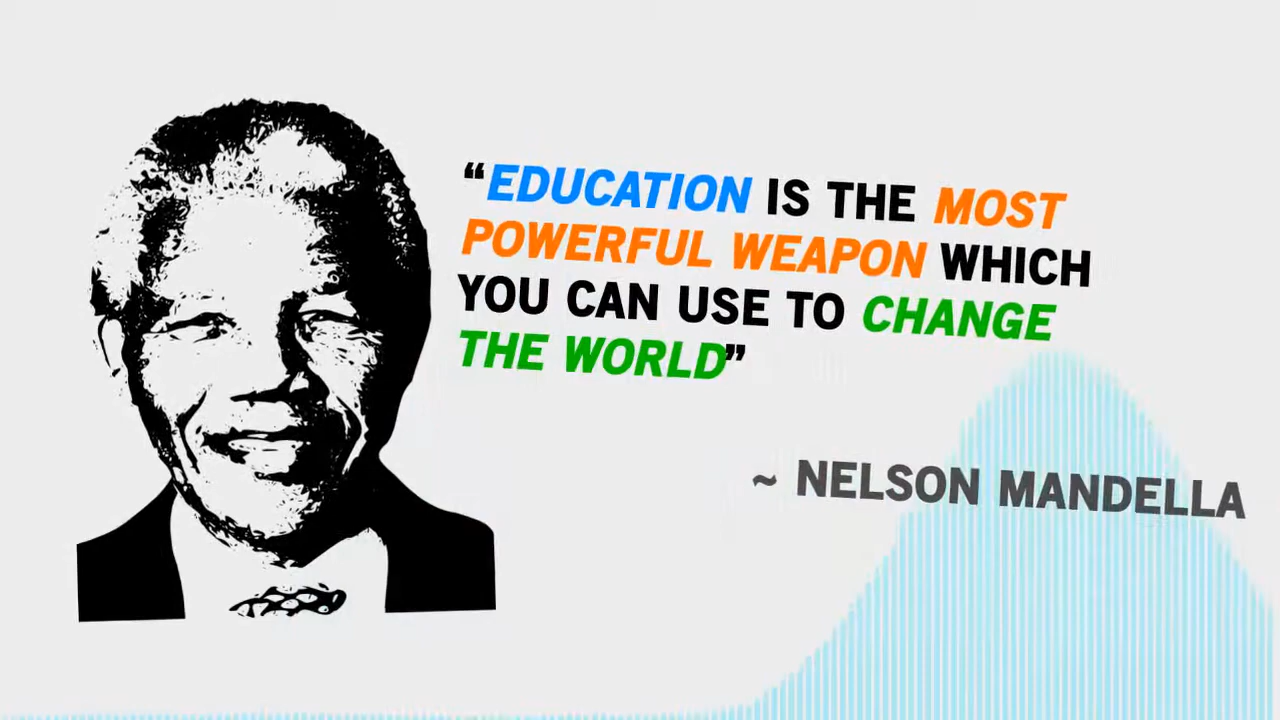 “EDUCATION IS THE MOST
POWERFUL WEAPON WHICH
YOU CAN USE TO CHANGE
THE WORLD”
~ NELSON MANDELLA